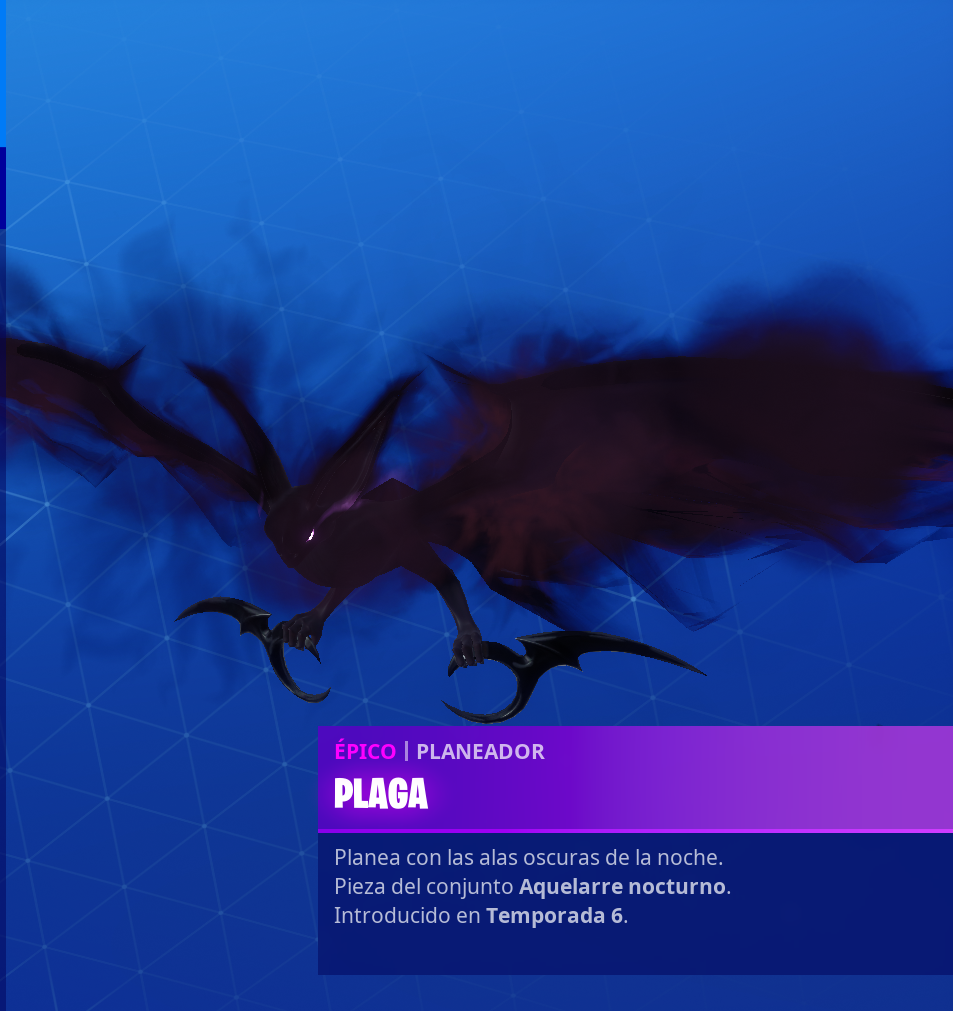 ÉPICO | PLANEADOR
PLAGA
Planea con las alas oscuras de la noche.
Pieza del conjunto Aquelarre nocturno.
Introducido en Temporada 6.